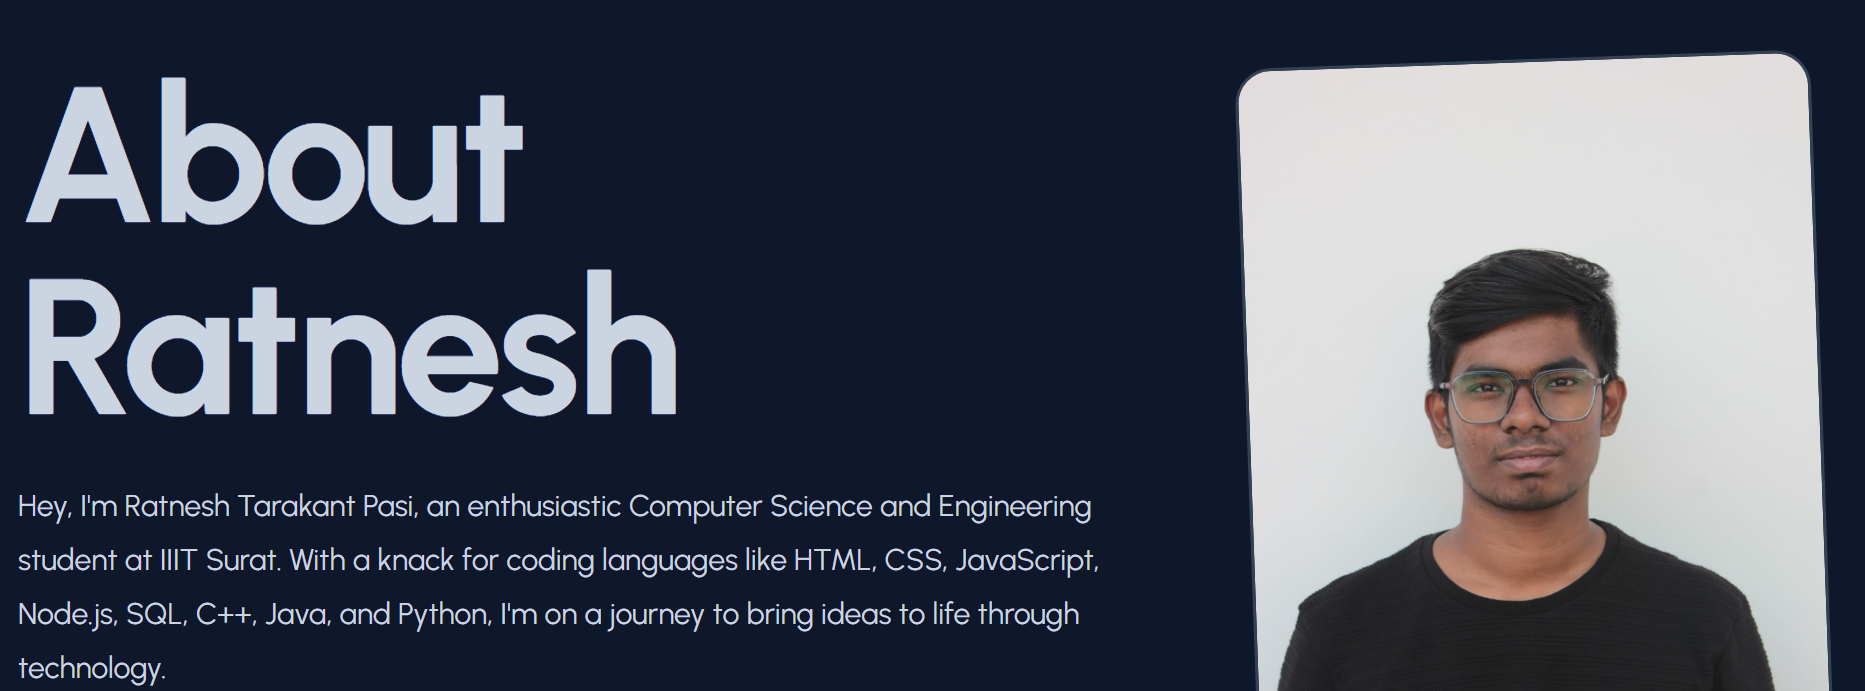 About
Ratnesh
Hey, I'm Ratnesh Tarakant Pasi, an enthusiastic Computer Science and Engineering
student at IIIT Surat. With a knack for coding languages like HTML, CSS, JavaScript,
Node.js, SQL, C++, Java, and Python, I'm on a journey to bring ideas to life through
technology.